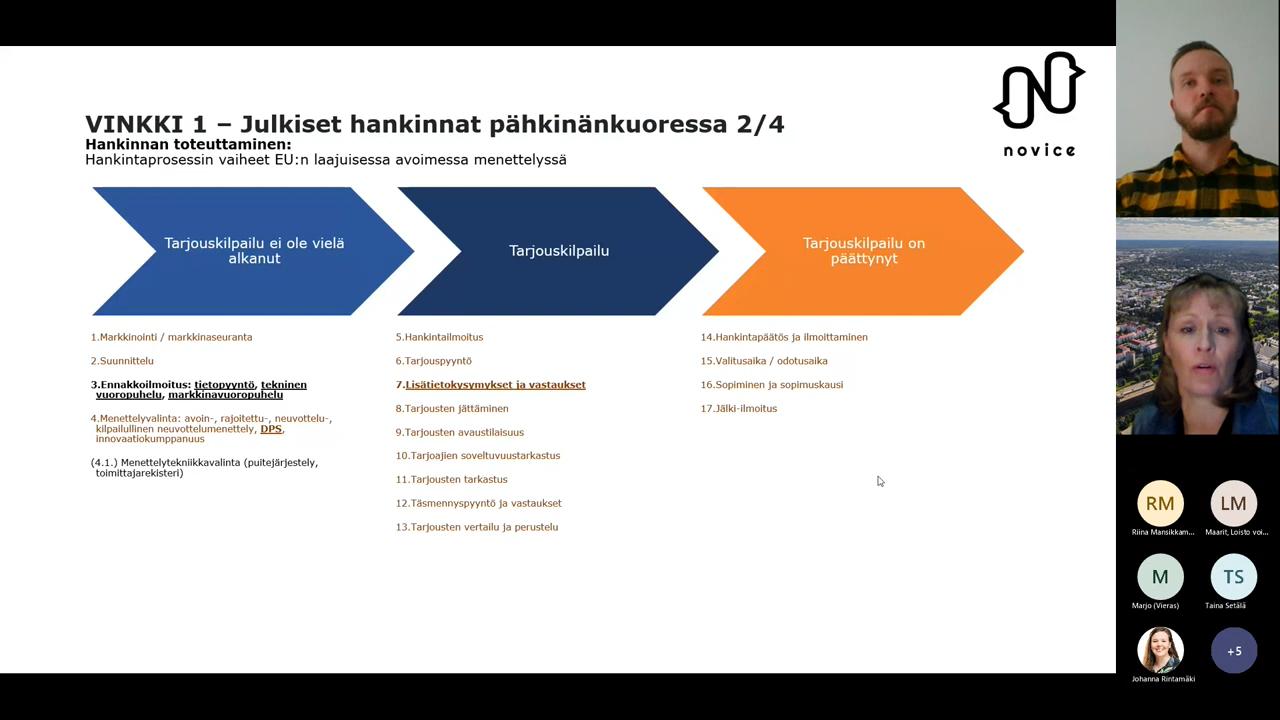 VINKKI 1 – Julkiset hankinnat pähkinänkuoressa 2/4
Hankinnan toteuttaminen:
Hankintaprosessin vaiheet EU:n laajuisessa avoimessa menettelyssä
novice
Tarjouskilpailu ei ole vielä
alkanut
Tarjouskilpailu
Tarjouskilpailu on
päättynyt
1.Markkinointi / markkinaseuranta
2.Suunnittelu
3.Ennakkoilmoitus: tietopyyntö, tekninen
vuoropuhelu, markkinavuoropuhelu
4.Menettelyvalinta: avoin-, rajoitettu-, neuvottelu-,
kilpailullinen neuvottelumenettely, DPS,
innovaatiokumppanuus
(4.1.) Menettelytekniikkavalinta (puitejärjestely,
toimittajarekisteri)
5.Hankintailmoitus
6.Tarjouspyyntö
7.Lisätietokysymykset ja vastaukset
8.Tarjousten jättäminen
9.Tarjousten avaustilaisuus
10.Tarjoajien soveltuvuustarkastus
11.Tarjousten tarkastus
12.Täsmennyspyyntö ja vastaukset
13.Tarjousten vertailu ja perustelu
14.Hankintapäätös ja ilmoittaminen
15.Valitusaika / odotusaika
16.Sopiminen ja sopimuskausi
17.Jälki-ilmoitus
RM
LM
Riina Mansikkam...
Maarit, Loisto voi...
M
TS
Marjo (Vieras)
Taina Setälä
+5
Johanna Rintamäki